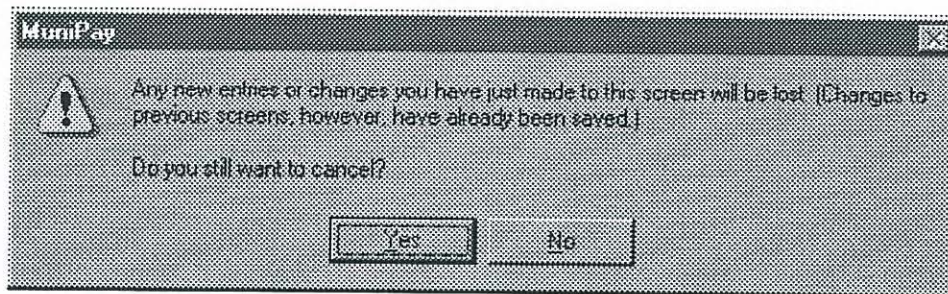 MuniPay
Any new entries or changes you have just made to this screen will be lost. (Changes to
previous screens, however, have already been saved.)
Do you still want to cancel?
Yes
No